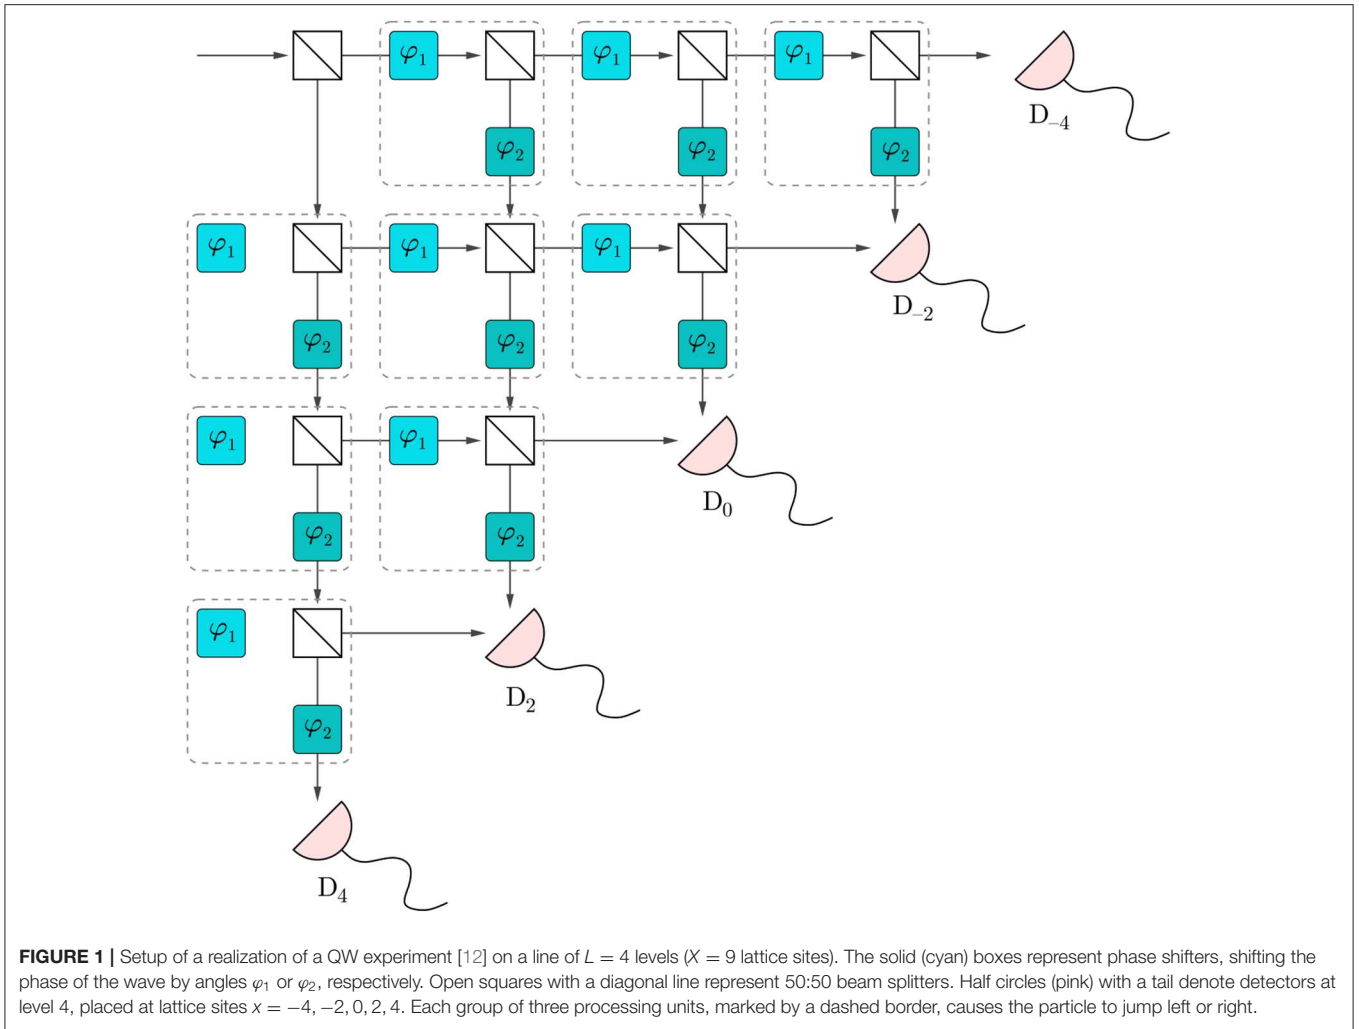 φ₁ φ₁ φ₁
D₋₄
φ₂ φ₂ φ₂
φ₁ φ₁ φ₁
D₋₂
φ₂ φ₂ φ₂
φ₁ φ₁
D₀
φ₂ φ₂
φ₁
D₂
φ₂
D₄
FIGURE 1 | Setup of a realization of a QW experiment [12] on a line of L = 4 levels (X = 9 lattice sites). The solid (cyan) boxes represent phase shifters, shifting the
phase of the wave by angles φ₁ or φ₂, respectively. Open squares with a diagonal line represent 50:50 beam splitters. Half circles (pink) with a tail denote detectors at
level 4, placed at lattice sites x = −4, −2, 0, 2, 4. Each group of three processing units, marked by a dashed border, causes the particle to jump left or right.